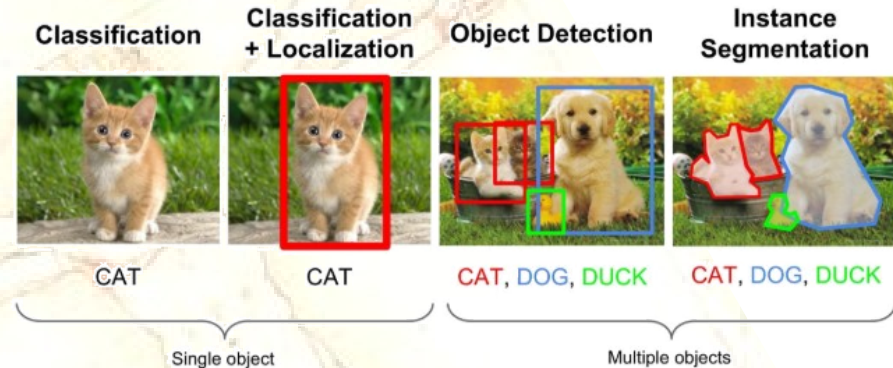 Classification
Classification
+ Localization
Object Detection
Instance
Segmentation
CAT
CAT
CAT, DOG, DUCK
CAT, DOG, DUCK
Single object
Multiple objects